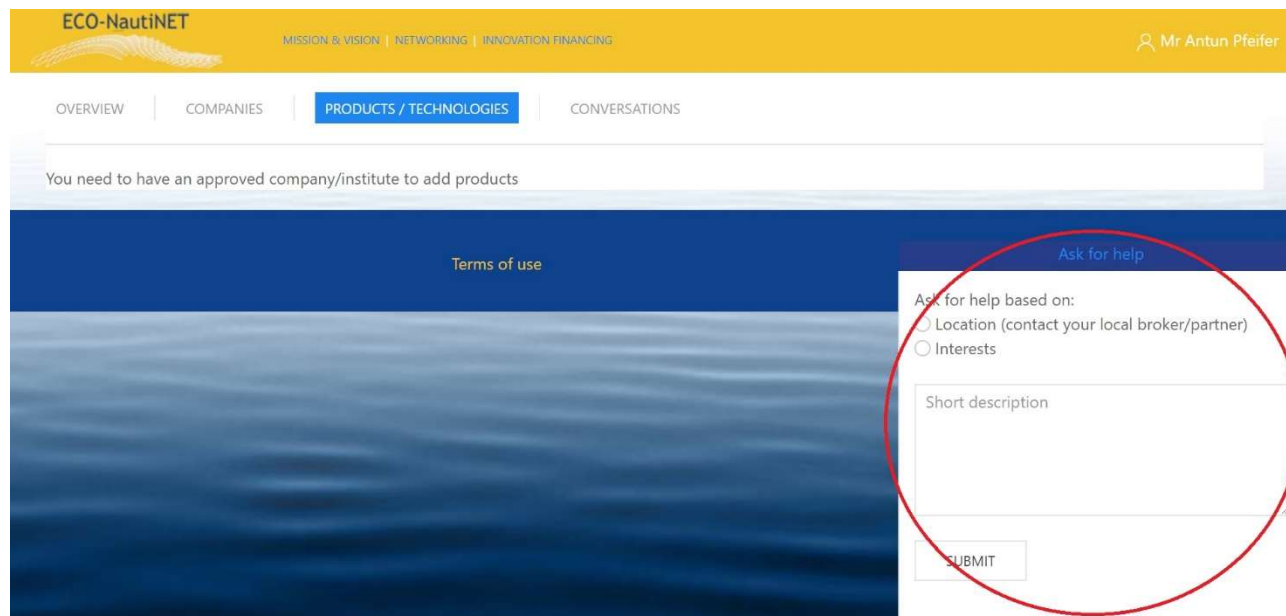 ECO-NautiNET
MISSION & VISION | NETWORKING | INNOVATION FINANCING
Mr Antun Pfeifer
OVERVIEW
COMPANIES
PRODUCTS / TECHNOLOGIES
CONVERSATIONS
You need to have an approved company/institute to add products
Terms of use
Ask for help
Ask for help based on:
Location (contact your local broker/partner)
Interests
Short description
SUBMIT